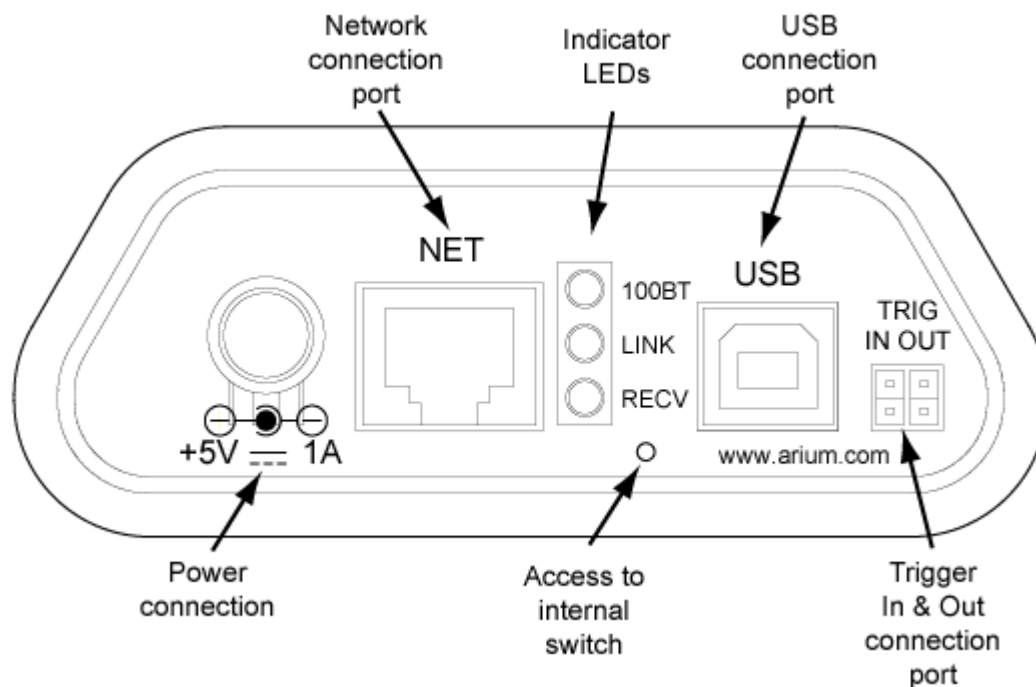 Network
connection
port
Indicator
LEDs
USB
connection
port
NET
USB
100BT
LINK
RECV
TRIG
IN OUT
+5V 1A
www.arium.com
Power
connection
Access to
internal
switch
Trigger
In & Out
connection
port